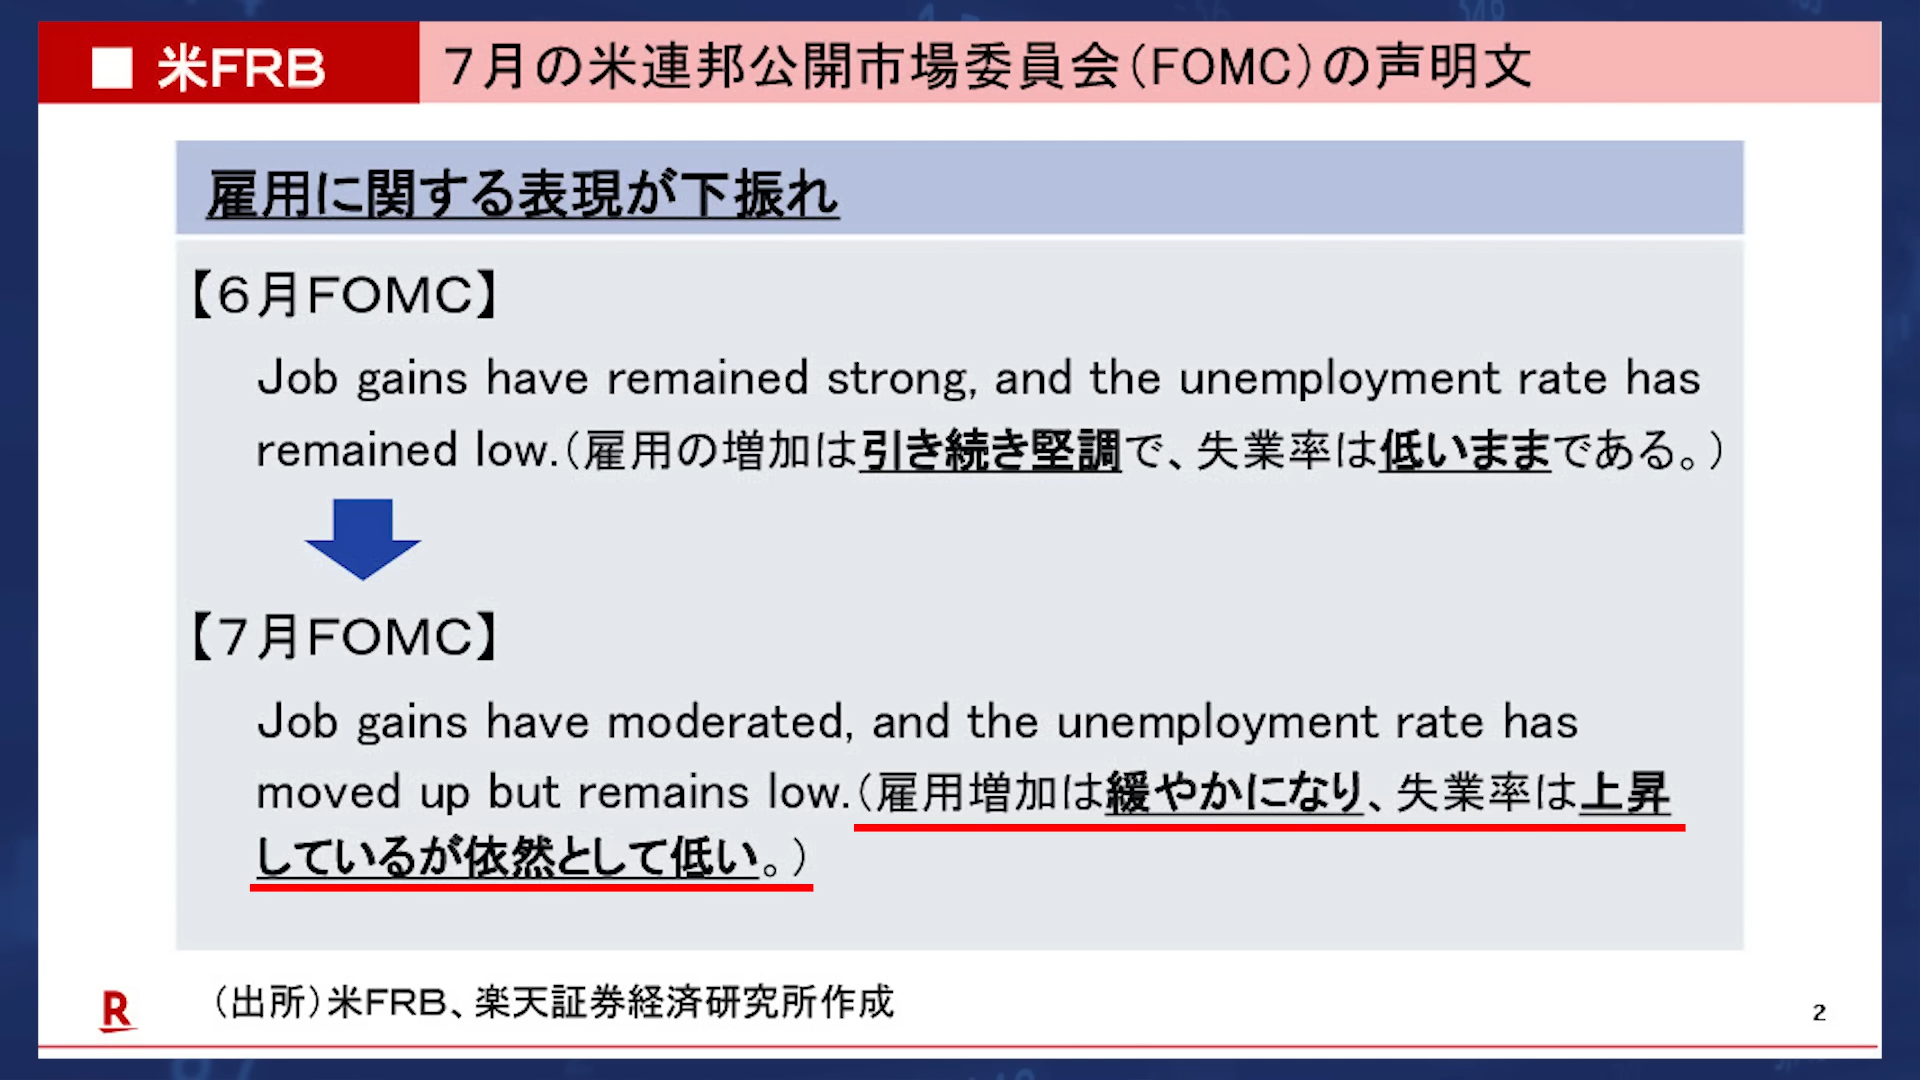 ■ 米FRB
7月の米連邦公開市場委員会(FOMC)の声明文
雇用に関する表現が下振れ
【6月FOMC】
Job gains have remained strong, and the unemployment rate has
remained low.(雇用の増加は引き続き堅調で、失業率は低いままである。)
【7月FOMC】
Job gains have moderated, and the unemployment rate has
moved up but remains low.(雇用増加は緩やかになり、失業率は上昇
しているが依然として低い。)
R
(出所)米FRB、楽天証券経済研究所作成
2